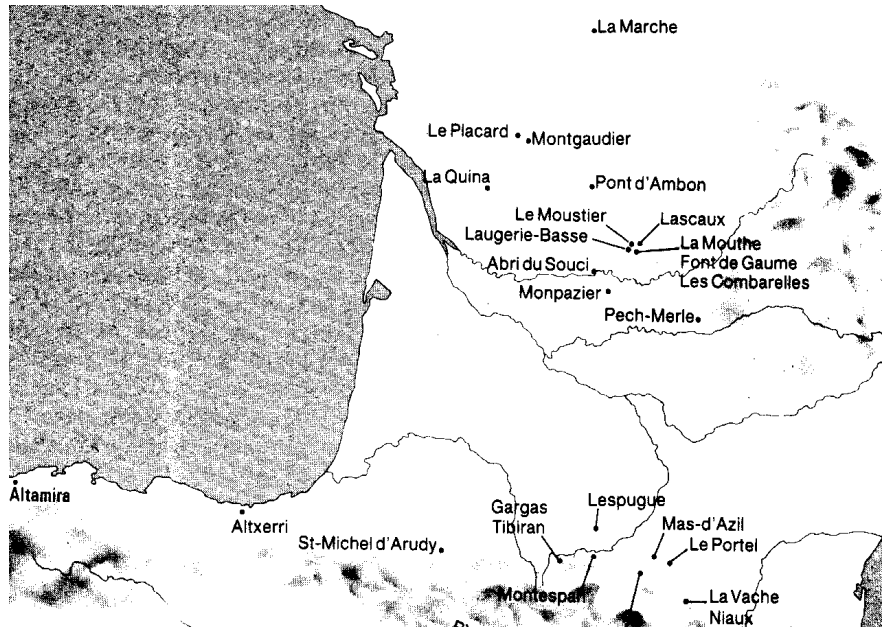 La Marche
Le Placard
Montgaudier
La Quina
Pont d'Ambon
Le Moustier
Lascaux
Laugerie-Basse
La Mouthe
Font de Gaume
Les Combarelles
Abri du Souci
Monpazier
Pech-Merle
Altamira
Altxerri
Gargas
Tibiran
Lespugue
St-Michel d'Arudy
Mas-d'Azil
Le Portel
Montespan
La Vache
Niaux